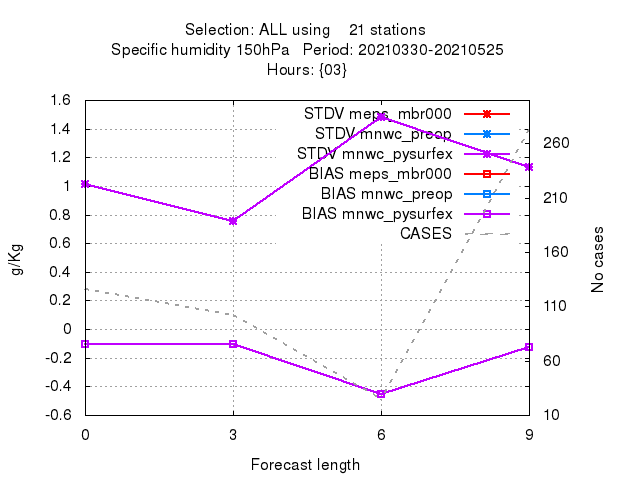 Selection: ALL using    21 stations
Specific humidity 150hPa   Period: 20210330-20210525
Hours: {03}
STDV meps_mbr000
STDV mnwc_preop
STDV mnwc_pysurfex
BIAS meps_mbr000
BIAS mnwc_preop
BIAS mnwc_pysurfex
CASES
1.6
1.4
1.2
1
0.8
0.6
0.4
0.2
0
-0.2
-0.4
-0.6
g/Kg
260
210
160
110
60
10
No cases
0 3 6 9
Forecast length